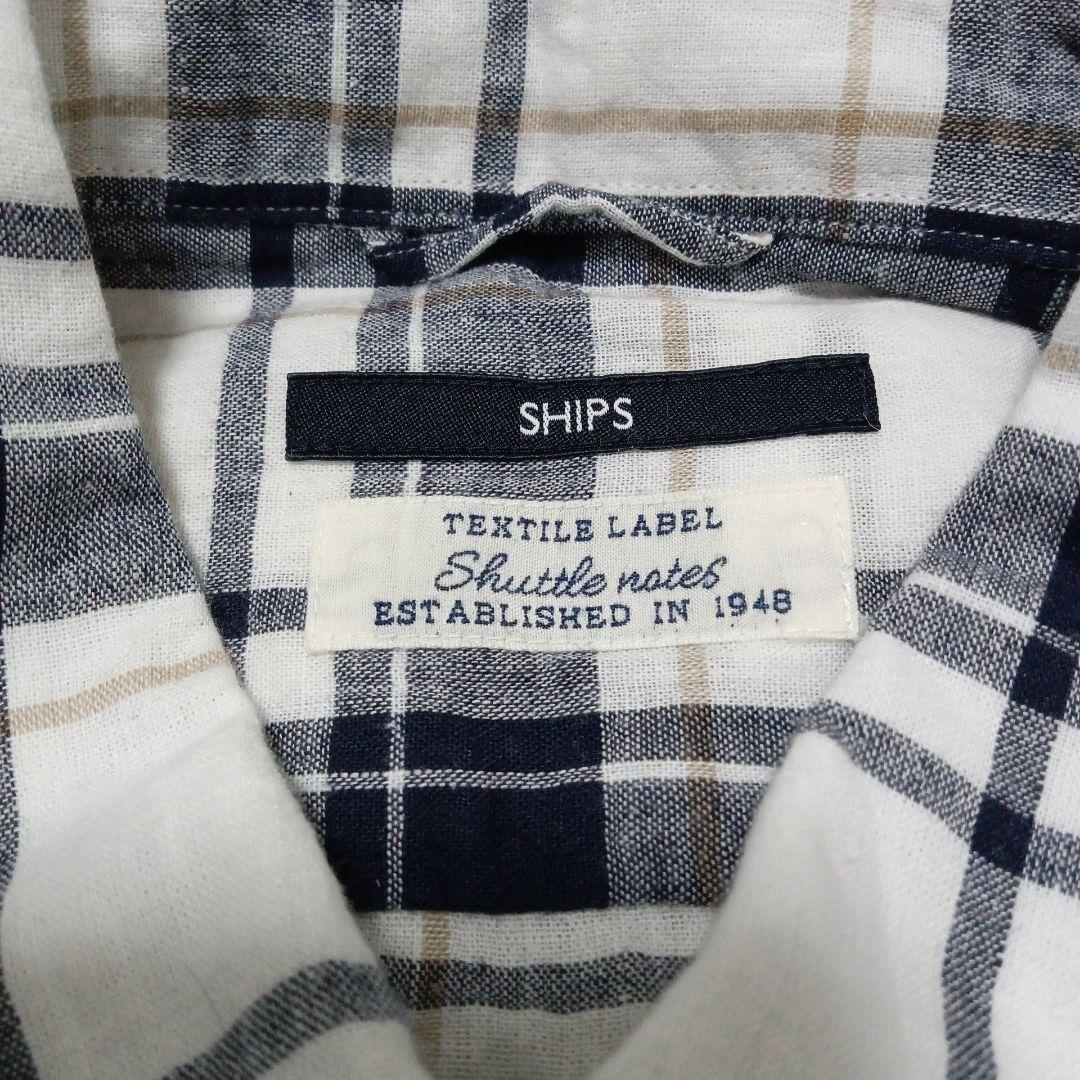 SHIPS
TEXTILE LABEL
Shuttle notes
ESTABLISHED IN 1948